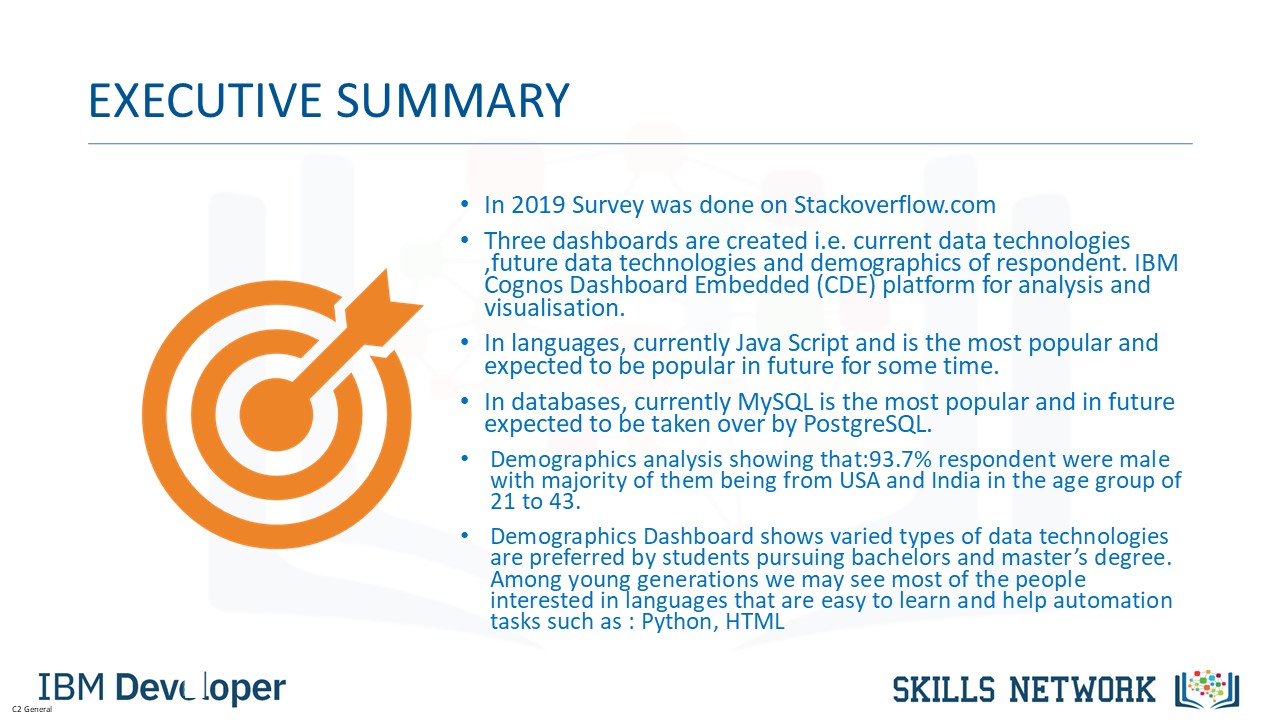 EXECUTIVE SUMMARY
• In 2019 Survey was done on Stackoverflow.com
• Three dashboards are created i.e. current data technologies
,future data technologies and demographics of respondent. IBM
Cognos Dashboard Embedded (CDE) platform for analysis and
visualisation.
• In languages, currently Java Script and is the most popular and
expected to be popular in future for some time.
• In databases, currently MySQL is the most popular and in future
expected to be taken over by PostgreSQL.
• Demographics analysis showing that:93.7% respondent were male
with majority of them being from USA and India in the age group of
21 to 43.
• Demographics Dashboard shows varied types of data technologies
are preferred by students pursuing bachelors and master’s degree.
Among young generations we may see most of the people
interested in languages that are easy to learn and help automation
tasks such as : Python, HTML
IBM Developer
SKILLS NETWORK
C2 General